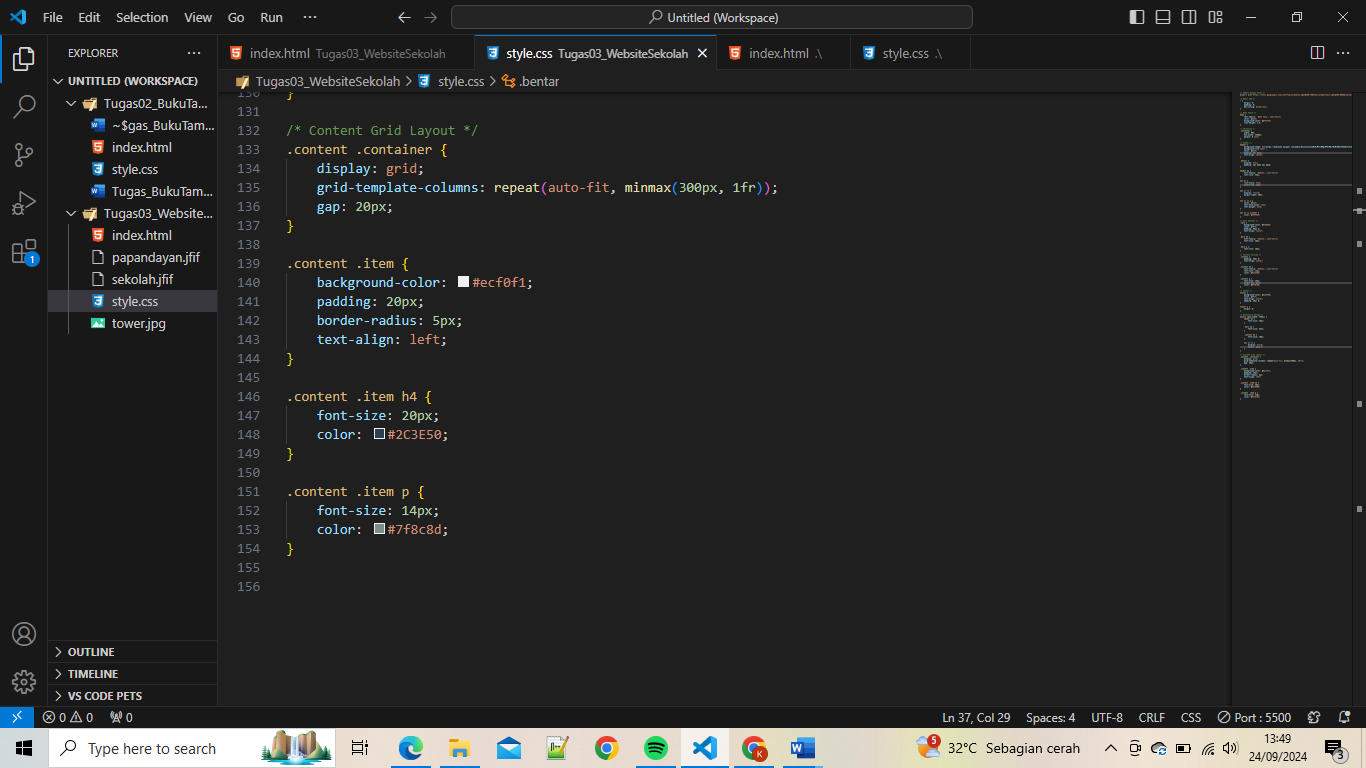 File Edit Selection View Go Run ··· Untitled (Workspace)
EXPLORER ···
UNTITLED (WORKSPACE)
Tugas02_BukuTa...
~$gas_BukuTam...
index.html
style.css
Tugas_BukuTam...
Tugas03_Website...
index.html
papandayan.jfif
sekolah.jfif
style.css
tower.jpg
OUTLINE
TIMELINE
VS CODE PETS
1
index.html Tugas03_WebsiteSekolah style.css Tugas03_WebsiteSekolah index.html .\ style.css .\ ···
Tugas03_WebsiteSekolah > style.css > .bentar
130 }
131
132 /* Content Grid Layout */
133 .content .container {
134 display: grid;
135 grid-template-columns: repeat(auto-fit, minmax(300px, 1fr));
136 gap: 20px;
137 }
138
139 .content .item {
140 background-color: #ecf0f1;
141 padding: 20px;
142 border-radius: 5px;
143 text-align: left;
144 }
145
146 .content .item h4 {
147 font-size: 20px;
148 color: #2C3E50;
149 }
150
151 .content .item p {
152 font-size: 14px;
153 color: #7f8c8d;
154 }
155
156
0 0 0 Ln 37, Col 29 Spaces: 4 UTF-8 CRLF CSS Port : 5500
Type here to search 5 32°C Sebagian cerah 13:49
24/09/2024 3